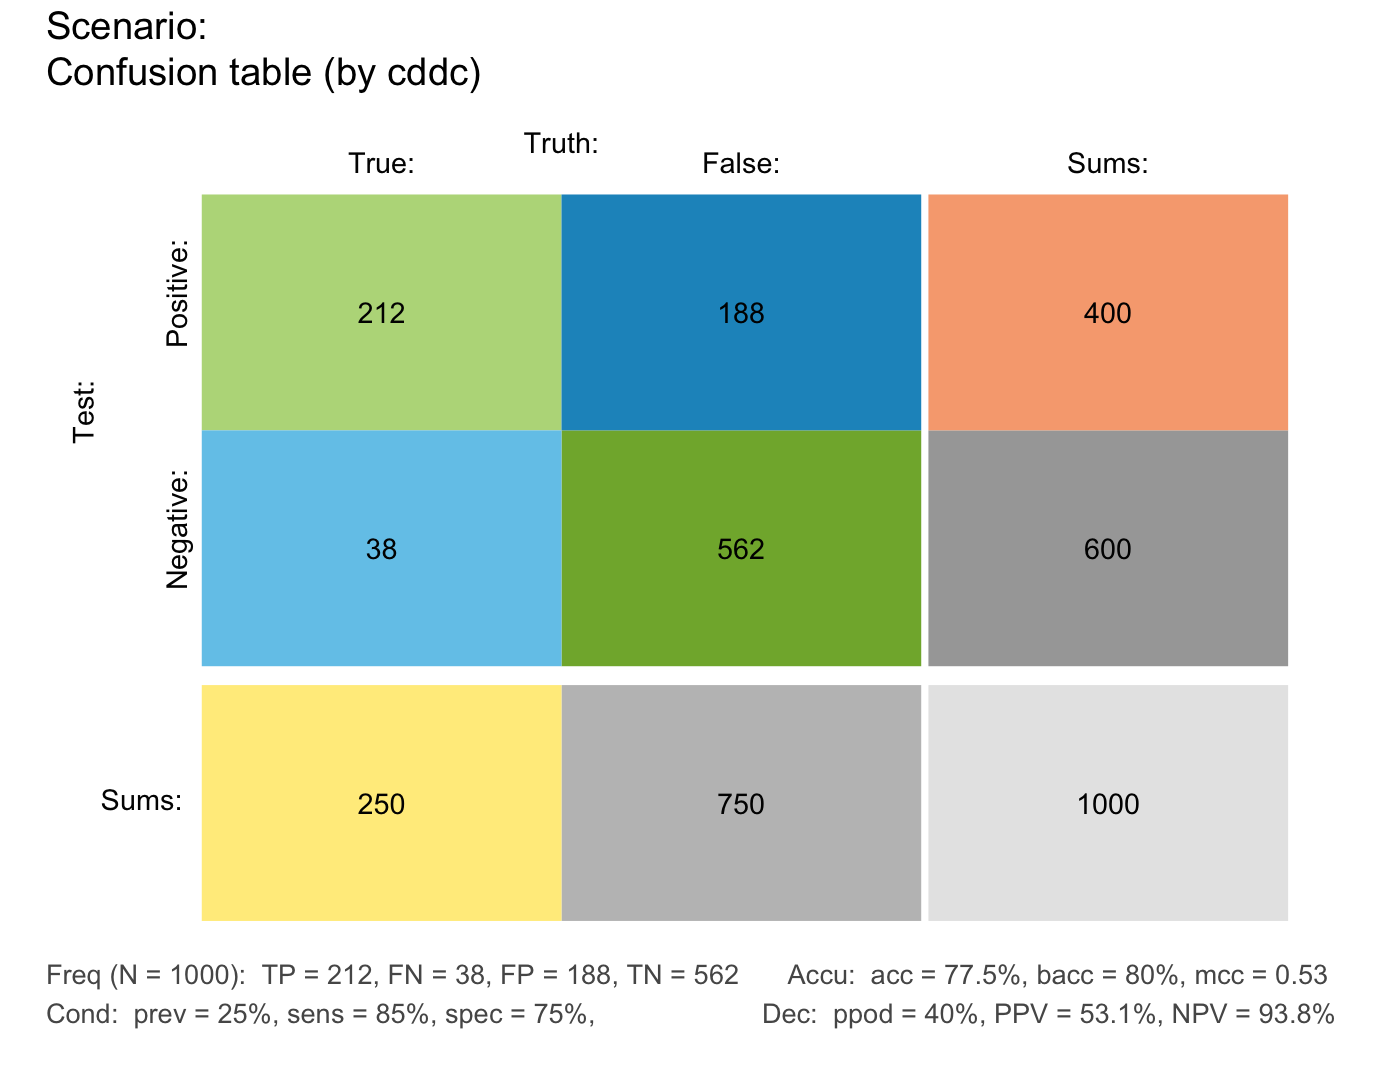 Scenario:
Confusion table (by cddc)
Truth:
True:
False:
Sums:
Test:
Positive:
212
188
400
Negative:
38
562
600
Sums:
250
750
1000
Freq (N = 1000):  TP = 212, FN = 38, FP = 188, TN = 562
Accu:  acc = 77.5%, bacc = 80%, mcc = 0.53
Cond:  prev = 25%, sens = 85%, spec = 75%,
Dec:  ppod = 40%, PPV = 53.1%, NPV = 93.8%